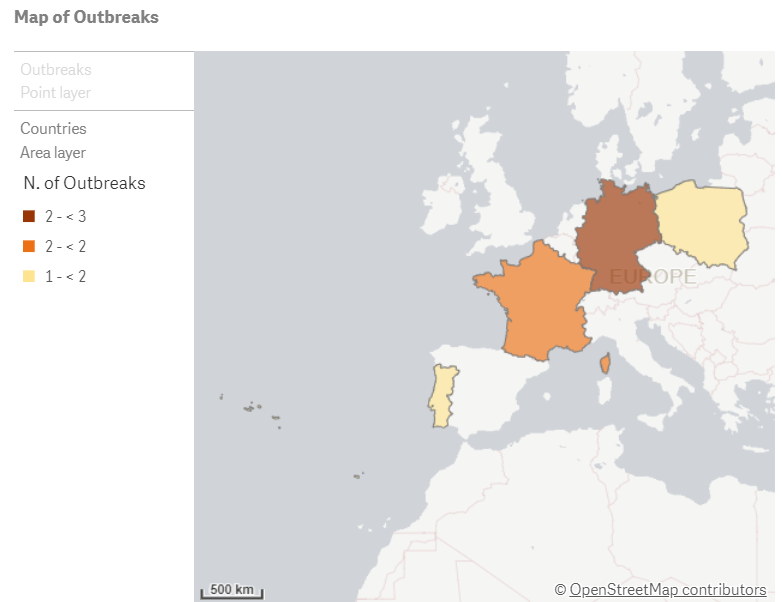 Map of Outbreaks
Outbreaks
Point layer
Countries
Area layer
N. of Outbreaks
2 - < 3
2 - < 2
1 - < 2
EUROPE
500 km
© OpenStreetMap contributors